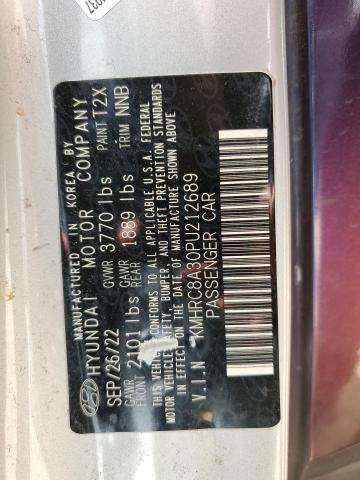 MANUFACTURED IN KOREA BY
HYUNDAI MOTOR COMPANY
SEP/26/22 GVWR 3770 lbs PAINT T2X
GAWR FRONT 2101 lbs GAWR REAR 1889 lbs TRIM NNB
THIS VEHICLE CONFORMS TO ALL APPLICABLE U.S.A. FEDERAL
MOTOR VEHICLE SAFETY, BUMPER, AND THEFT PREVENTION STANDARDS
IN EFFECT ON THE DATE OF MANUFACTURE SHOWN ABOVE
V.I.N KMHRC8A30PU212689
PASSENGER CAR